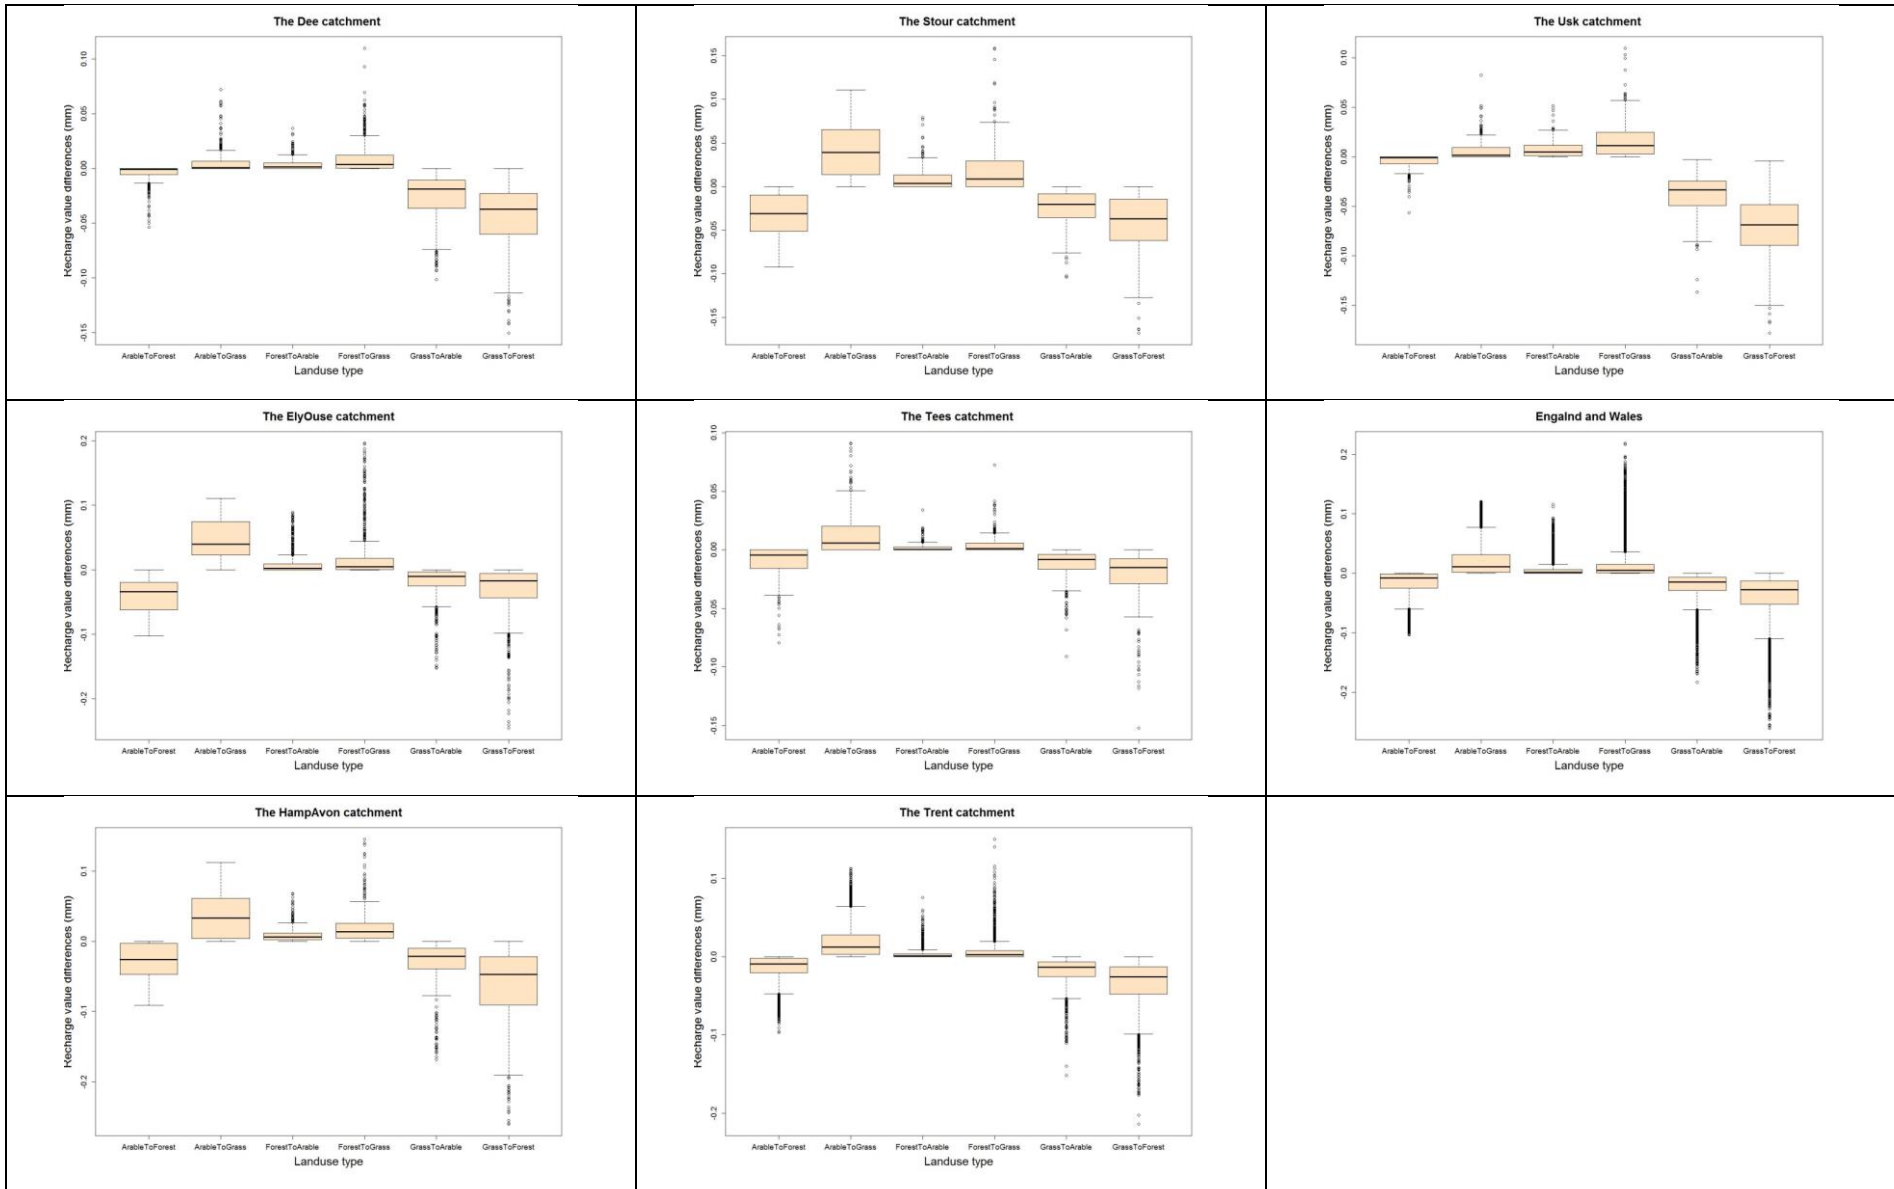 The Dee catchment
Recharge value differences (mm)
0.10
0.05
0.00
-0.05
-0.10
-0.15
ArableToForest ArableToGrass ForestToArable ForestToGrass GrassToArable GrassToForest
Landuse type
The Stour catchment
Recharge value differences (mm)
0.15
0.10
0.05
0.00
-0.05
-0.10
-0.15
ArableToForest ArableToGrass ForestToArable ForestToGrass GrassToArable GrassToForest
Landuse type
The Usk catchment
Recharge value differences (mm)
0.10
0.05
0.00
-0.05
-0.10
-0.15
ArableToForest ArableToGrass ForestToArable ForestToGrass GrassToArable GrassToForest
Landuse type
The ElyOuse catchment
Recharge value differences (mm)
0.2
0.1
0.0
-0.1
-0.2
ArableToForest ArableToGrass ForestToArable ForestToGrass GrassToArable GrassToForest
Landuse type
The Tees catchment
Recharge value differences (mm)
0.10
0.05
0.00
-0.05
-0.10
-0.15
ArableToForest ArableToGrass ForestToArable ForestToGrass GrassToArable GrassToForest
Landuse type
Engalnd and Wales
Recharge value differences (mm)
0.2
0.1
0.0
-0.1
-0.2
ArableToForest ArableToGrass ForestToArable ForestToGrass GrassToArable GrassToForest
Landuse type
The HampAvon catchment
Recharge value differences (mm)
0.1
0.0
-0.1
-0.2
ArableToForest ArableToGrass ForestToArable ForestToGrass GrassToArable GrassToForest
Landuse type
The Trent catchment
Recharge value differences (mm)
0.1
0.0
-0.1
-0.2
ArableToForest ArableToGrass ForestToArable ForestToGrass GrassToArable GrassToForest
Landuse type